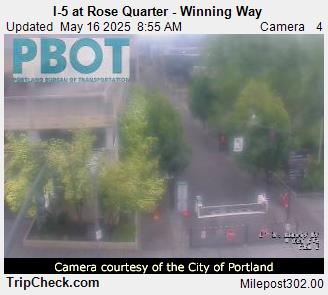 I-5 at Rose Quarter - Winning Way
Updated May 16 2025 8:55 AM Camera 4
PBOT
PORTLAND BUREAU OF TRANSPORTATION
Camera courtesy of the City of Portland
TripCheck.com Milepost302.00